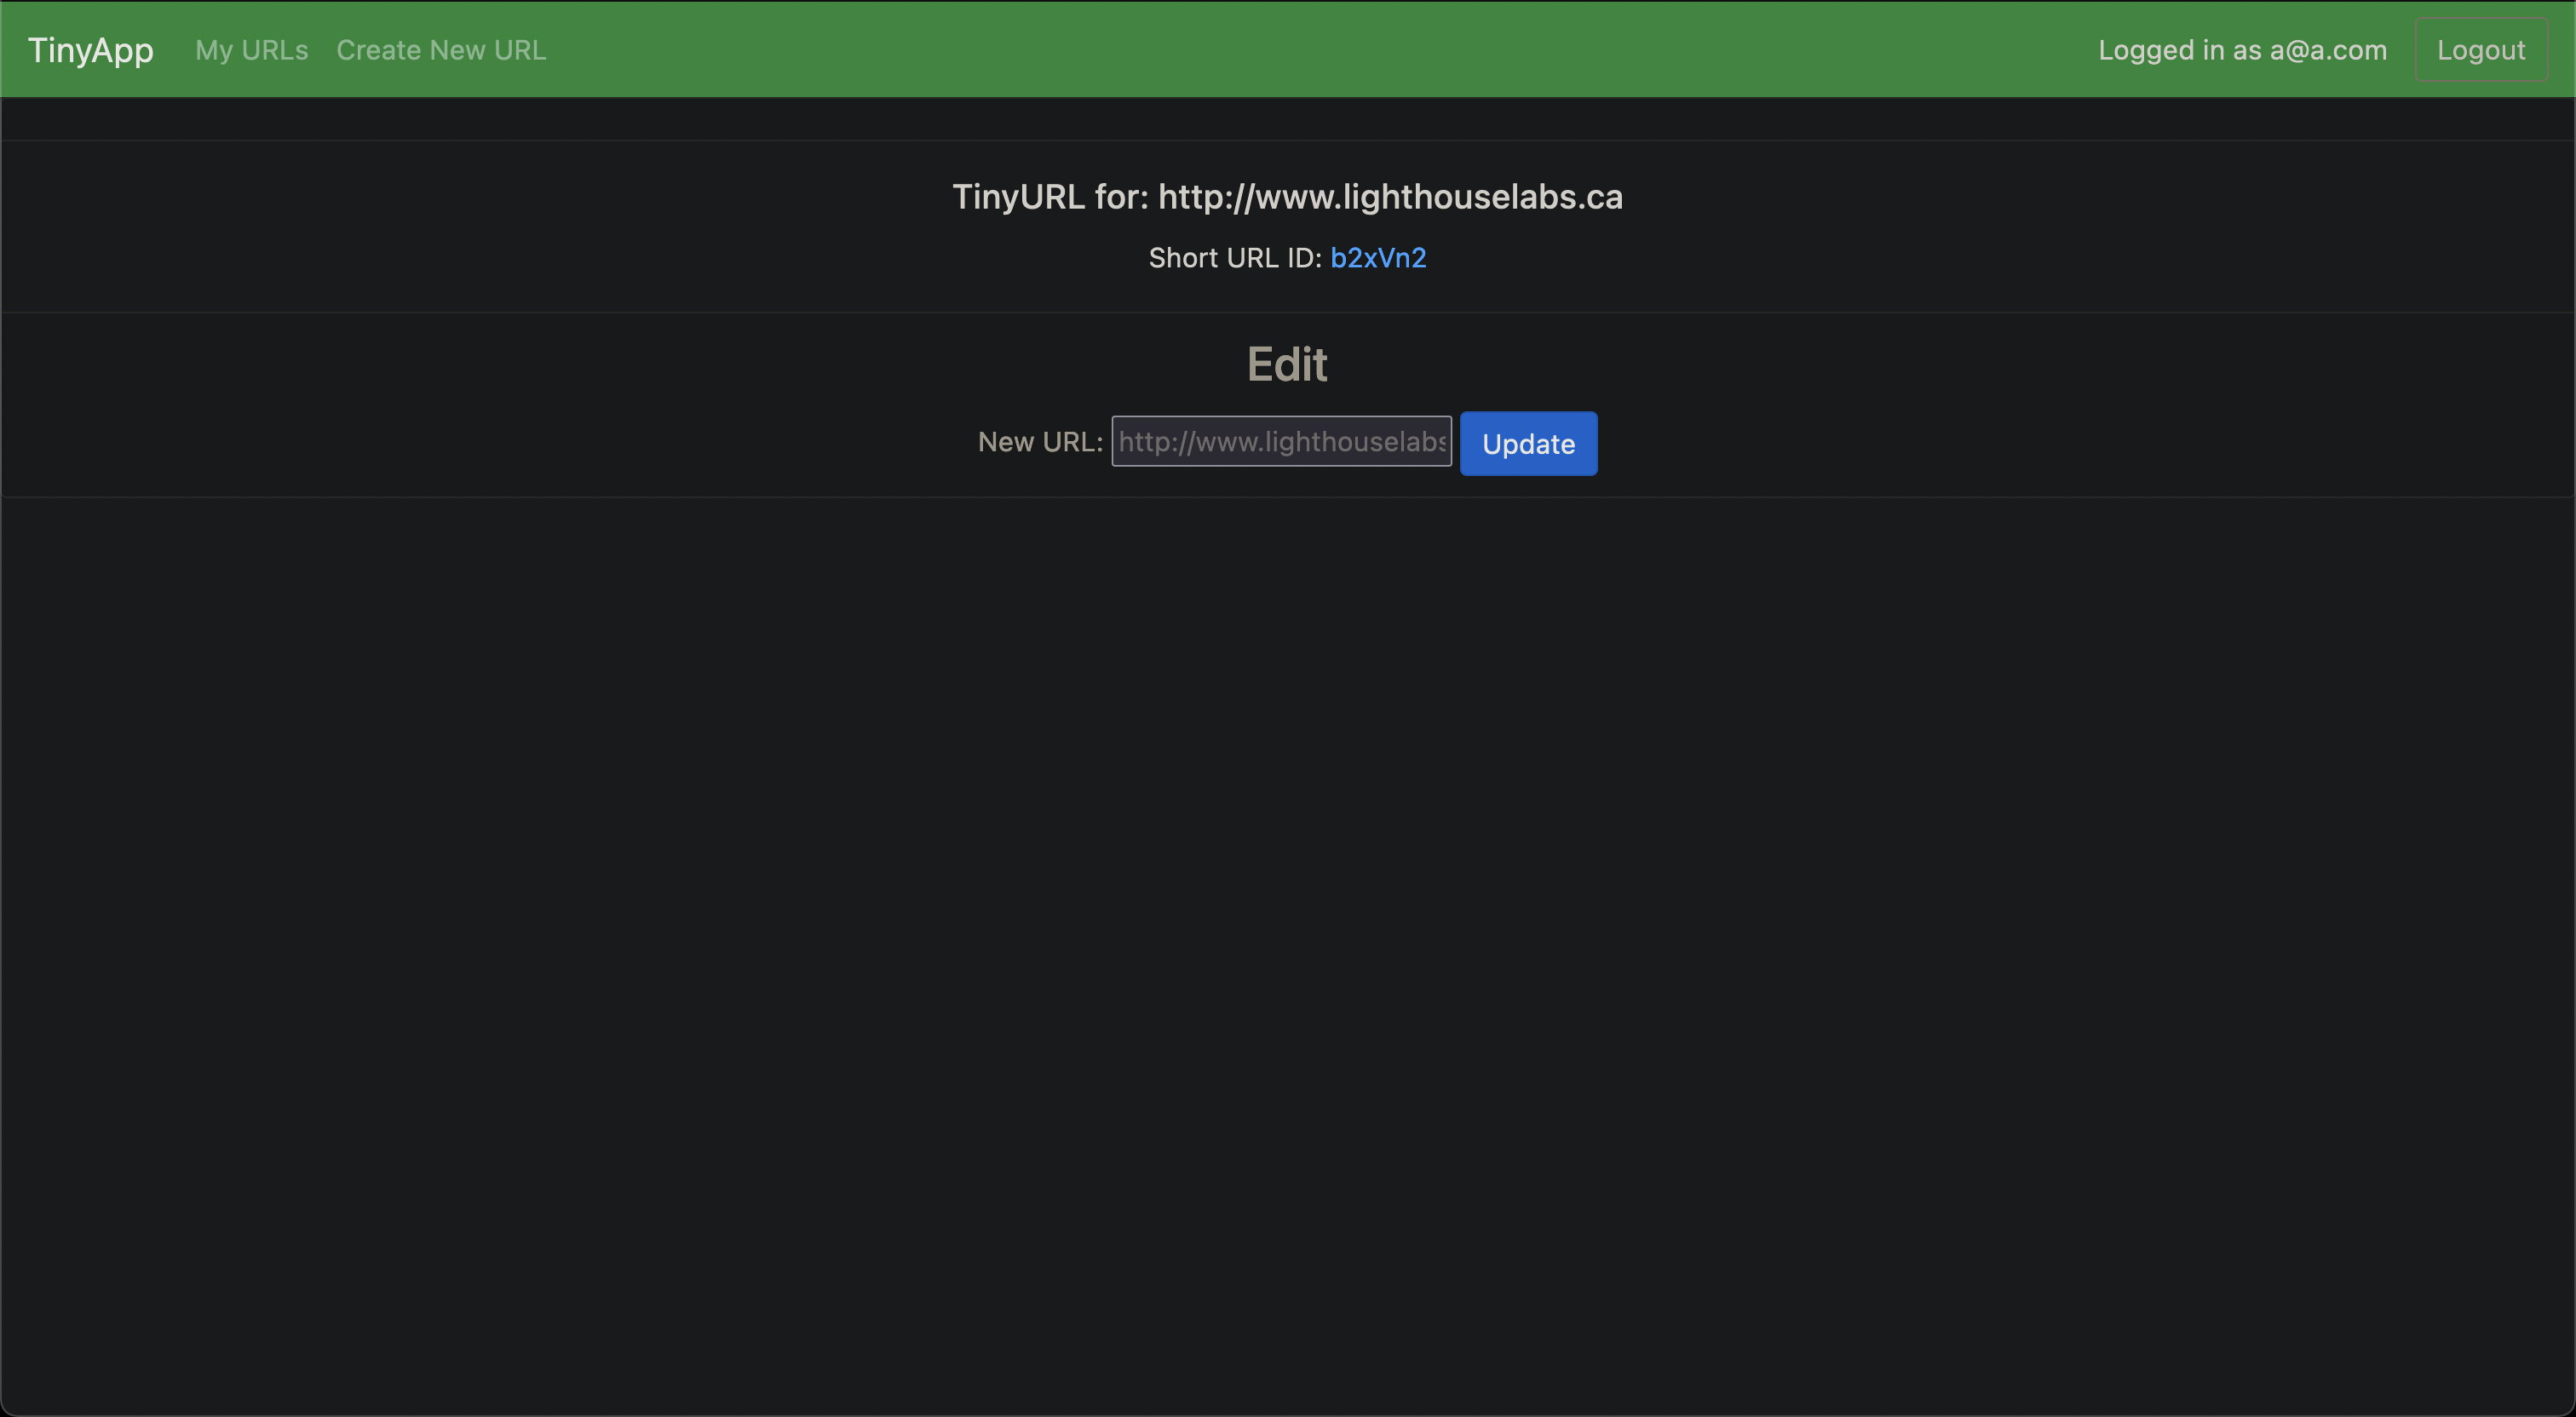 TinyApp My URLs Create New URL Logged in as a@a.com Logout
TinyURL for: http://www.lighthouselabs.ca
Short URL ID: b2xVn2
Edit
New URL: http://www.lighthouselabs Update